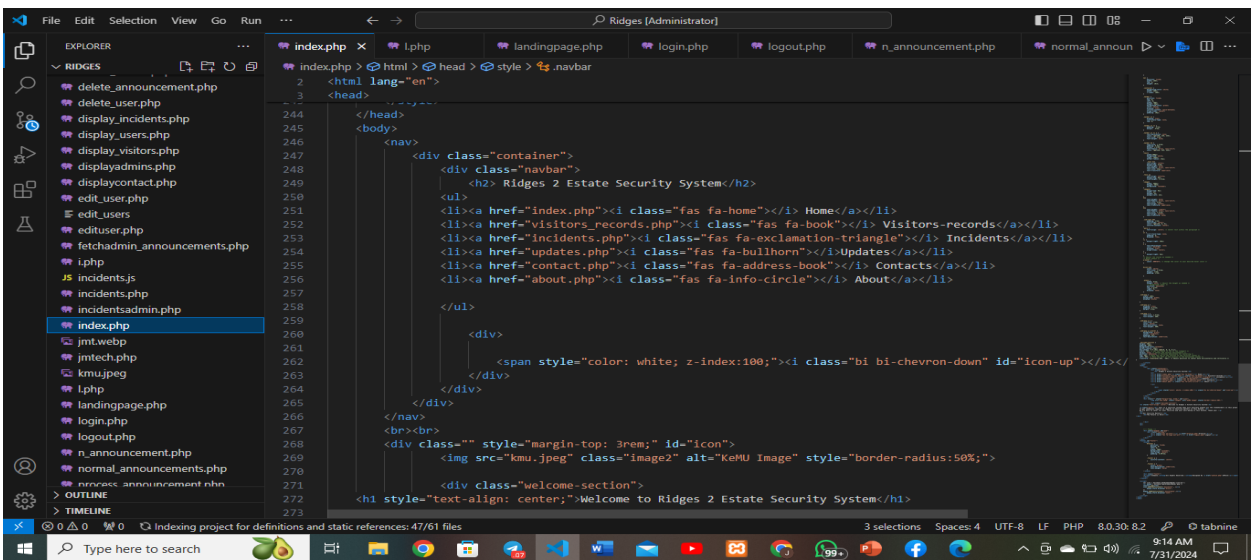 File Edit Selection View Go Run ··· ← → Ridges [Administrator]
EXPLORER ···
index.php × l.php landingpage.php login.php logout.php n_announcement.php normal_announ
RIDGES
index.php > html > head > style > .navbar
delete_announcement.php
delete_user.php
display_incidents.php
display_users.php
display_visitors.php
displayadmins.php
displaycontact.php
edit_user.php
edit_users
edituser.php
fetchadmin_announcements.php
i.php
JS incidents.js
incidents.php
incidentsadmin.php
index.php
jmt.webp
jmtech.php
kmu.jpeg
l.php
landingpage.php
login.php
logout.php
n_announcement.php
normal_announcements.php
process_announcement.php
> OUTLINE
> TIMELINE
2 <html lang="en">
3 <head>
244 </head>
245 <body>
246 <nav>
247 <div class="container">
248 <div class="navbar">
249 <h2> Ridges 2 Estate Security System</h2>
250 <ul>
251 <li><a href="index.php"><i class="fas fa-home"></i> Home</a></li>
252 <li><a href="visitors_records.php"><i class="fas fa-book"></i> Visitors-records</a></li>
253 <li><a href="incidents.php"><i class="fas fa-exclamation-triangle"></i> Incidents</a></li>
254 <li><a href="updates.php"><i class="fas fa-bullhorn"></i>Updates</a></li>
255 <li><a href="contact.php"><i class="fas fa-address-book"></i> Contacts</a></li>
256 <li><a href="about.php"><i class="fas fa-info-circle"></i> About</a></li>
257
258 </ul>
259
260 <div>
261
262 <span style="color: white; z-index:100;"><i class="bi bi-chevron-down" id="icon-up"></i></
263 </div>
264 </div>
265 </div>
266 </nav>
267 <br><br>
268 <div class="" style="margin-top: 3rem;" id="icon">
269 <img src="kmu.jpeg" class="image2" alt="KeMU Image" style="border-radius:50%;">
270
271 <div class="welcome-section">
272 <h1 style="text-align: center;">Welcome to Ridges 2 Estate Security System</h1>
273
0 0 0 Indexing project for definitions and static references: 47/61 files 3 selections Spaces: 4 UTF-8 LF PHP 8.0.30: 8.2 tabnine
Type here to search 99+ 9:14 AM
7/31/2024